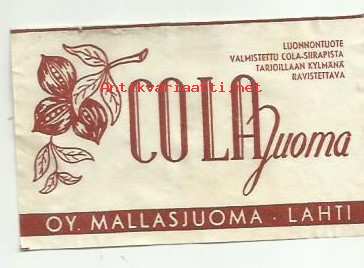 LUONNONTUOTE
VALMISTETTU COLA-SIIRAPISTA
TARJOILLAAN KYLMÄNÄ
RAVISTETTAVA
Antikvariaatti.net
COLA Juoma
OY. MALLASJUOMA · LAHTI